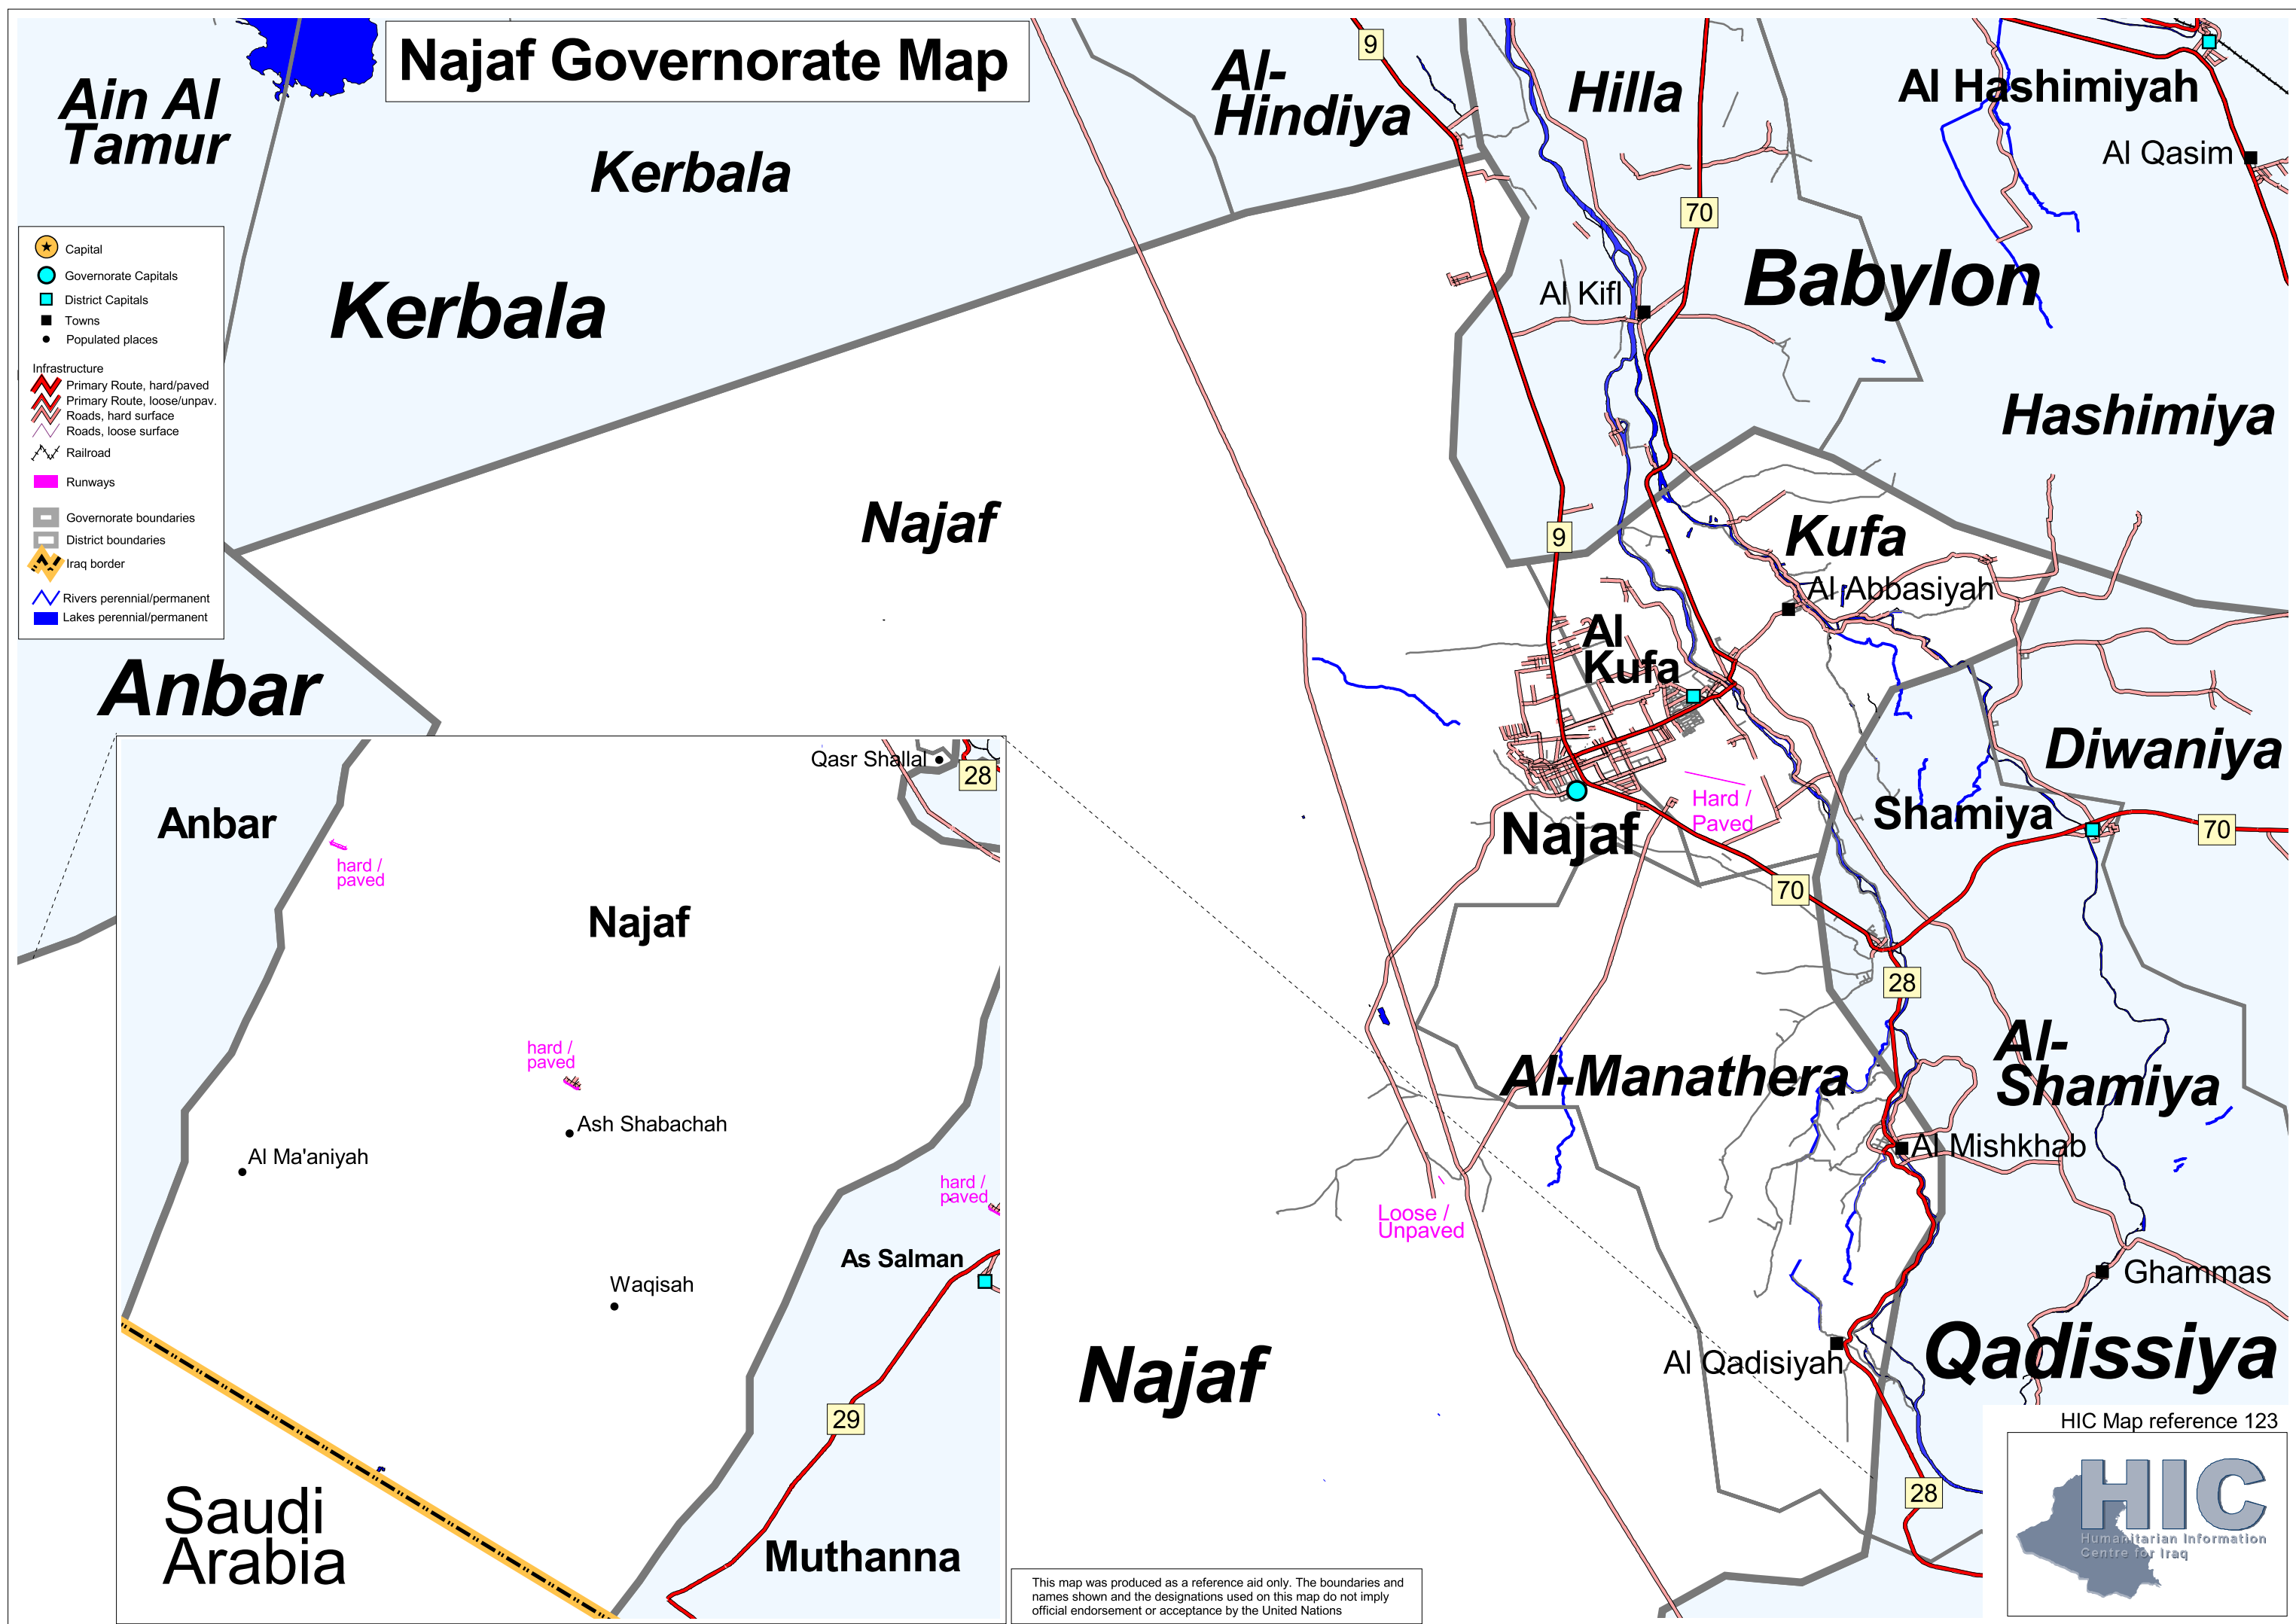 Najaf Governorate Map
Ain Al
Tamur
Kerbala
Kerbala
Al-
Hindiya
9
Hilla
70
Al Hashimiyah
Al Qasim
Al Kifl
Babylon
Hashimiya
Capital
Governorate Capitals
District Capitals
Towns
Populated places
Infrastructure
Primary Route, hard/paved
Primary Route, loose/unpav.
Roads, hard surface
Roads, loose surface
Railroad
Runways
Governorate boundaries
District boundaries
Iraq border
Rivers perennial/permanent
Lakes perennial/permanent
Najaf
9
Kufa
Al Abbasiyah
Al
Kufa
Anbar
Diwaniya
Hard /
Paved
Shamiya
70
Najaf
70
28
Al-
Shamiya
Al-Manathera
Al Mishkhab
Loose /
Unpaved
Ghammas
Najaf
Al Qadisiyah
Qadissiya
28
Qasr Shallal
28
Anbar
hard /
paved
Najaf
hard /
paved
Ash Shabachah
Al Ma'aniyah
hard /
paved
As Salman
Waqisah
29
Saudi
Arabia
Muthanna
This map was produced as a reference aid only. The boundaries and
names shown and the designations used on this map do not imply
official endorsement or acceptance by the United Nations
HIC Map reference 123
HIC
Humanitarian Information
Centre for Iraq